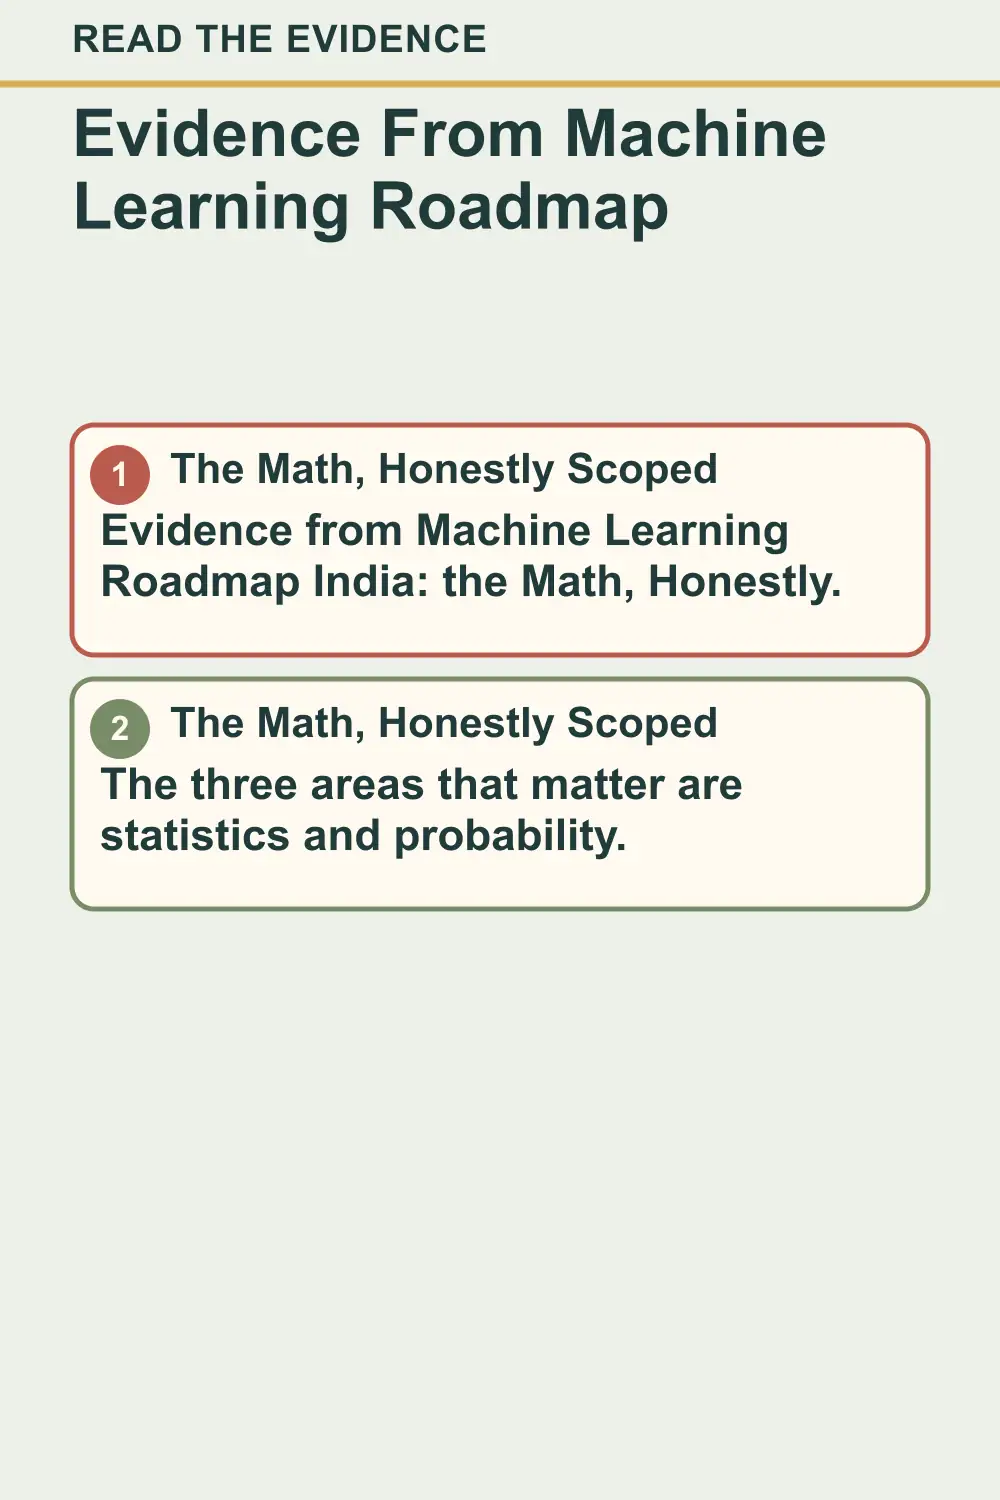 READ THE EVIDENCE
Evidence From Machine
Learning Roadmap
1 The Math, Honestly Scoped
Evidence from Machine Learning
Roadmap India: the Math, Honestly.
2 The Math, Honestly Scoped
The three areas that matter are
statistics and probability.